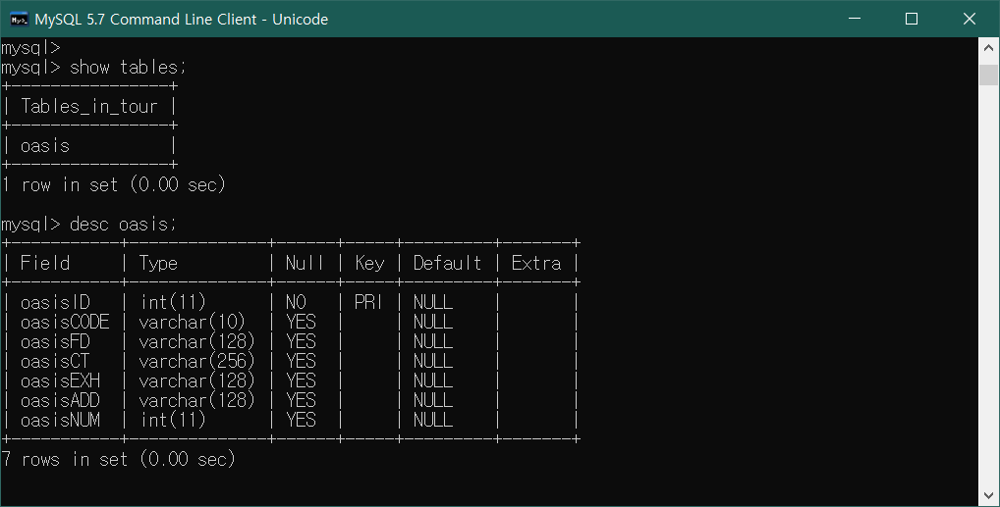 MySQL 5.7 Command Line Client - Unicode
mysql>
mysql> show tables;
+----------------+
| Tables_in_tour |
+----------------+
| oasis          |
+----------------+
1 row in set (0.00 sec)

mysql> desc oasis;
+-----------+--------------+------+-----+---------+-------+
| Field     | Type         | Null | Key | Default | Extra |
+-----------+--------------+------+-----+---------+-------+
| oasisID   | int(11)      | NO   | PRI | NULL    |       |
| oasisCODE | varchar(10)  | YES  |     | NULL    |       |
| oasisFD   | varchar(128) | YES  |     | NULL    |       |
| oasisCT   | varchar(256) | YES  |     | NULL    |       |
| oasisEXH  | varchar(128) | YES  |     | NULL    |       |
| oasisADD  | varchar(128) | YES  |     | NULL    |       |
| oasisNUM  | int(11)      | YES  |     | NULL    |       |
+-----------+--------------+------+-----+---------+-------+
7 rows in set (0.00 sec)